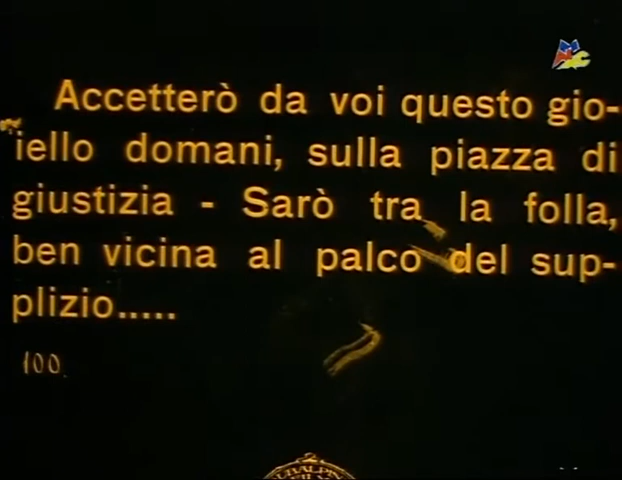 Accetterò da voi questo gio-
iello domani, sulla piazza di
giustizia - Sarò tra la folla,
ben vicina al palco del sup-
plizio.....
100